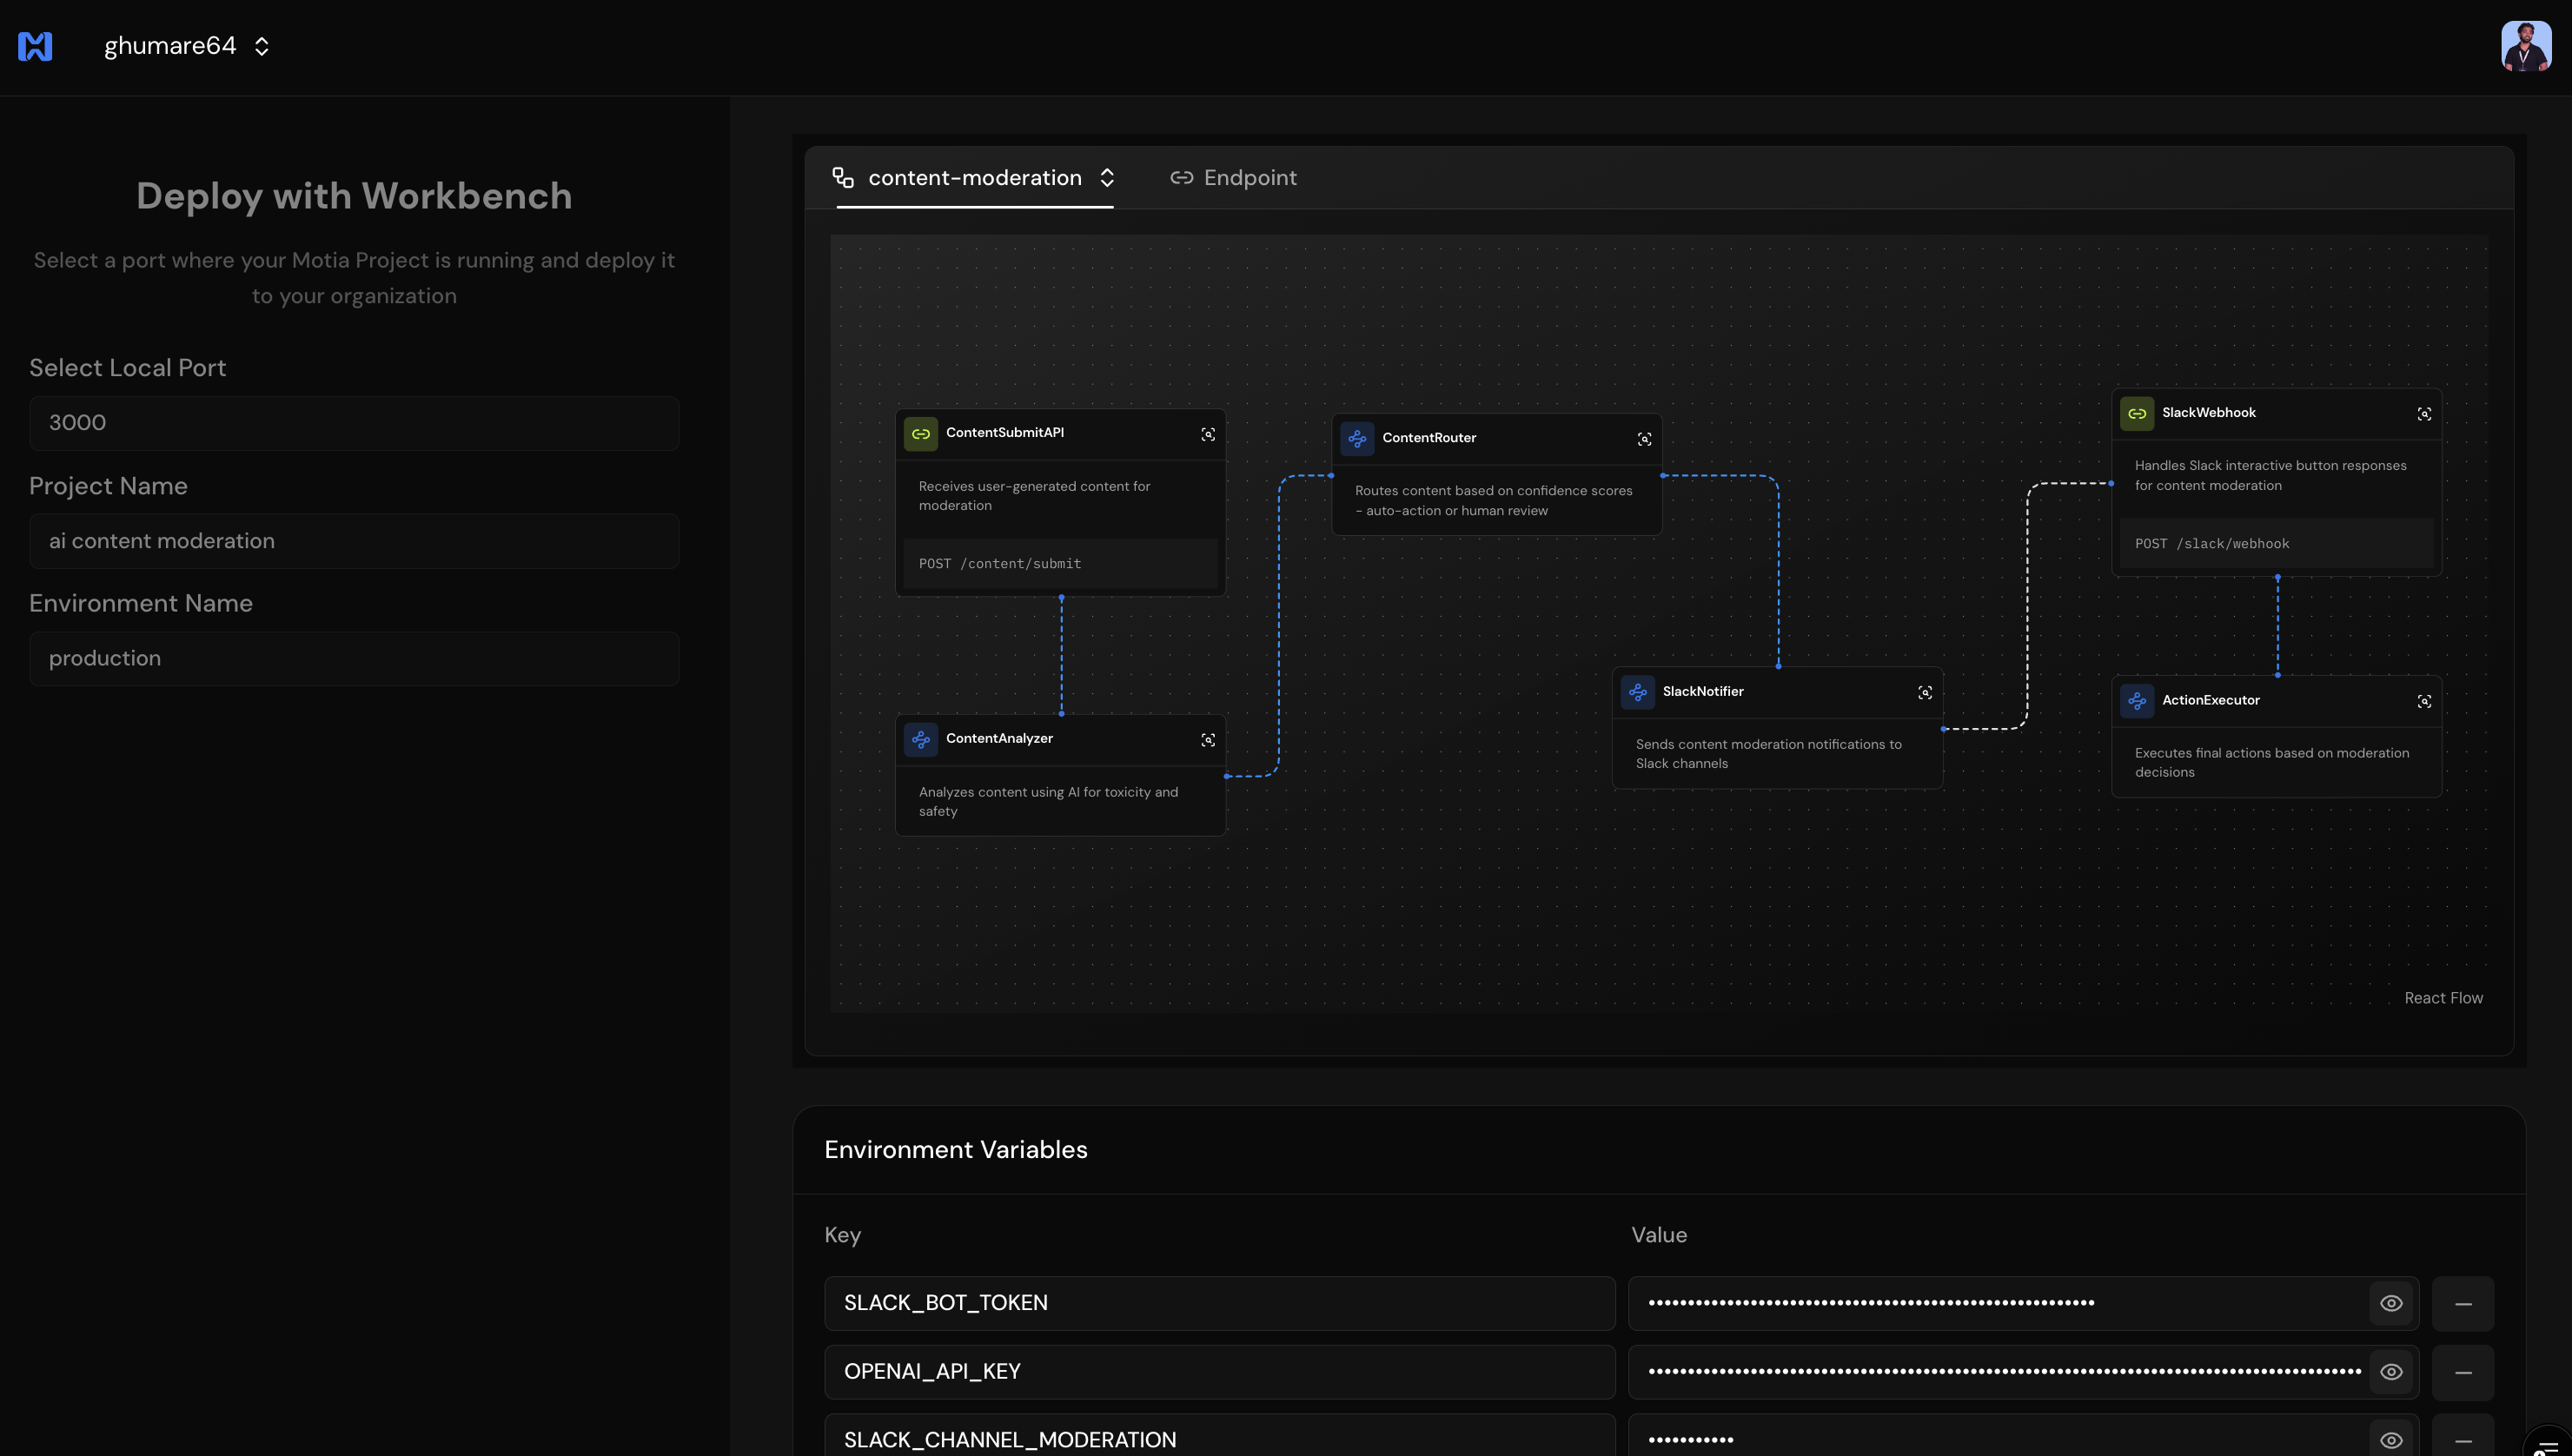 ghumare64
Deploy with Workbench
Select a port where your Motia Project is running and deploy it
to your organization
Select Local Port
3000
Project Name
ai content moderation
Environment Name
production
content-moderation
Endpoint
ContentSubmitAPI
Receives user-generated content for
moderation
POST /content/submit
ContentAnalyzer
Analyzes content using AI for toxicity and
safety
ContentRouter
Routes content based on confidence scores
- auto-action or human review
SlackNotifier
Sends content moderation notifications to
Slack channels
SlackWebhook
Handles Slack interactive button responses
for content moderation
POST /slack/webhook
ActionExecutor
Executes final actions based on moderation
decisions
React Flow
Environment Variables
Key
Value
SLACK_BOT_TOKEN
OPENAI_API_KEY
SLACK_CHANNEL_MODERATION